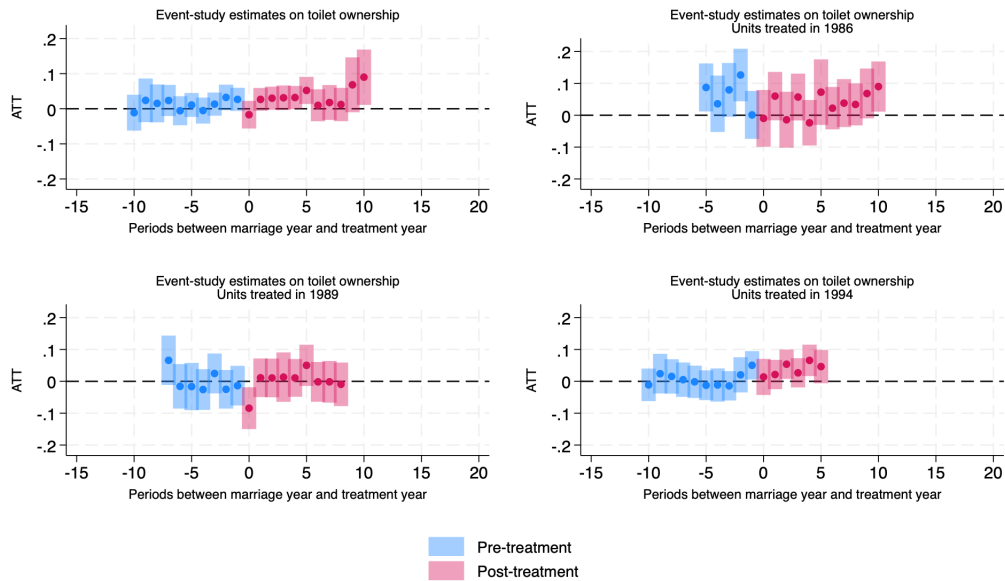 Event-study estimates on toilet ownership
.2
.1
0
-.1
-.2
ATT
-15 -10 -5 0 5 10 15 20
Periods between marriage year and treatment year
Event-study estimates on toilet ownership
Units treated in 1986
.2
.1
0
-.1
-.2
ATT
-15 -10 -5 0 5 10 15 20
Periods between marriage year and treatment year
Event-study estimates on toilet ownership
Units treated in 1989
.2
.1
0
-.1
-.2
ATT
-15 -10 -5 0 5 10 15 20
Periods between marriage year and treatment year
Event-study estimates on toilet ownership
Units treated in 1994
.2
.1
0
-.1
-.2
ATT
-15 -10 -5 0 5 10 15 20
Periods between marriage year and treatment year
Pre-treatment
Post-treatment